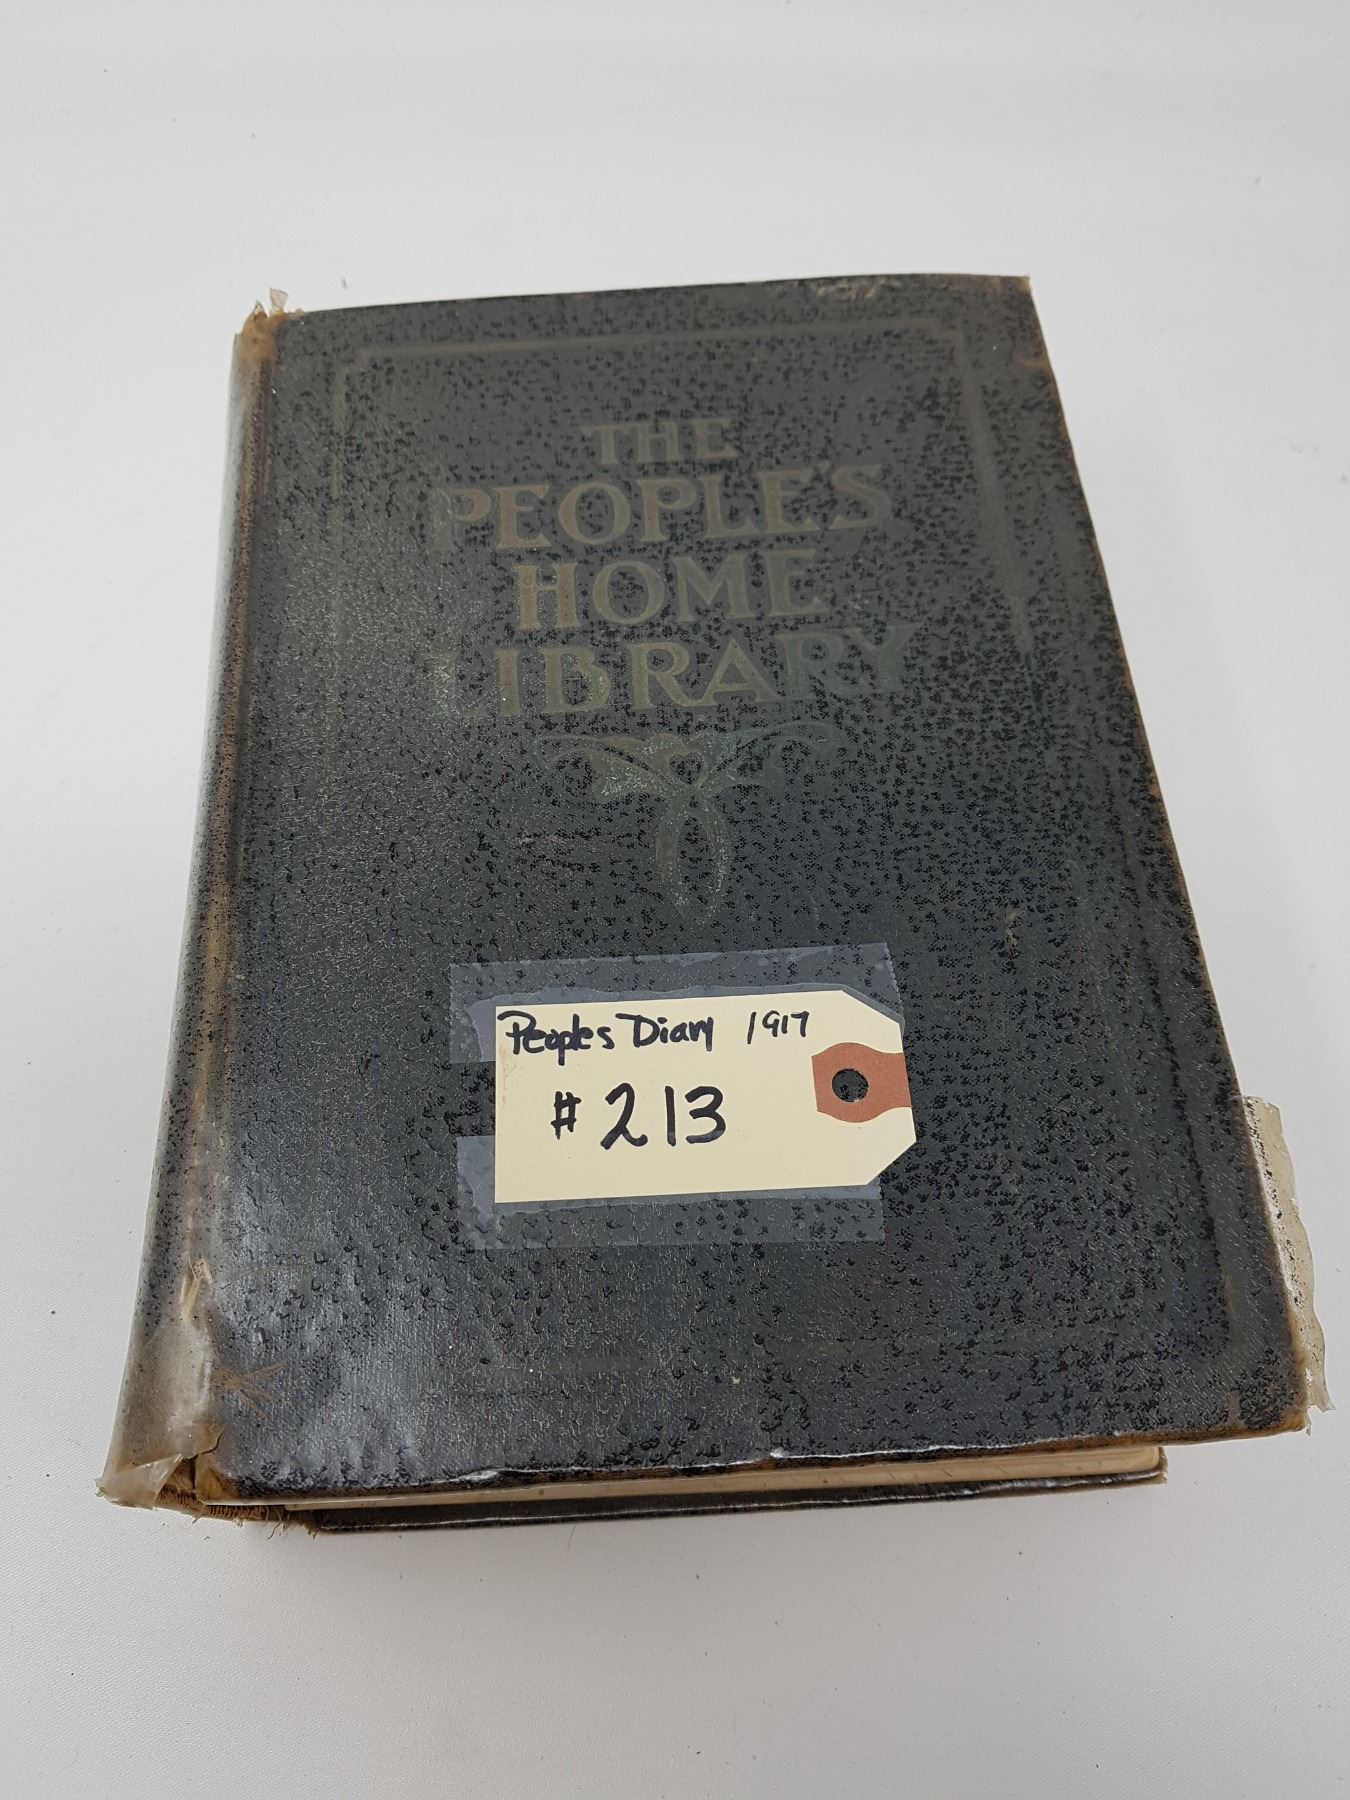 THE
PEOPLE'S
HOME
LIBRARY
Peoples Diary 1917
# 213